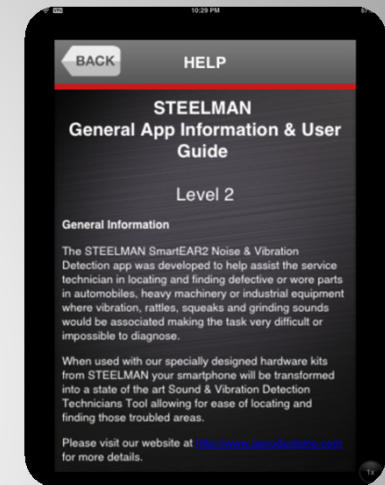 10:29 PM
BACK
HELP
STEELMAN
General App Information & User
Guide
Level 2
General Information
The STEELMAN SmartEAR2 Noise & Vibration
Detection app was developed to help assist the service
technician in locating and finding defective or wore parts
in automobiles, heavy machinery or industrial equipment
where vibration, rattles, squeaks and grinding sounds
would be associated making the task very difficult or
impossible to diagnose.
When used with our specially designed hardware kits
from STEELMAN your smartphone will be transformed
into a state of the art Sound & Vibration Detection
Technicians Tool allowing for ease of locating and
finding those troubled areas.
Please visit our website at
for more details.
1x